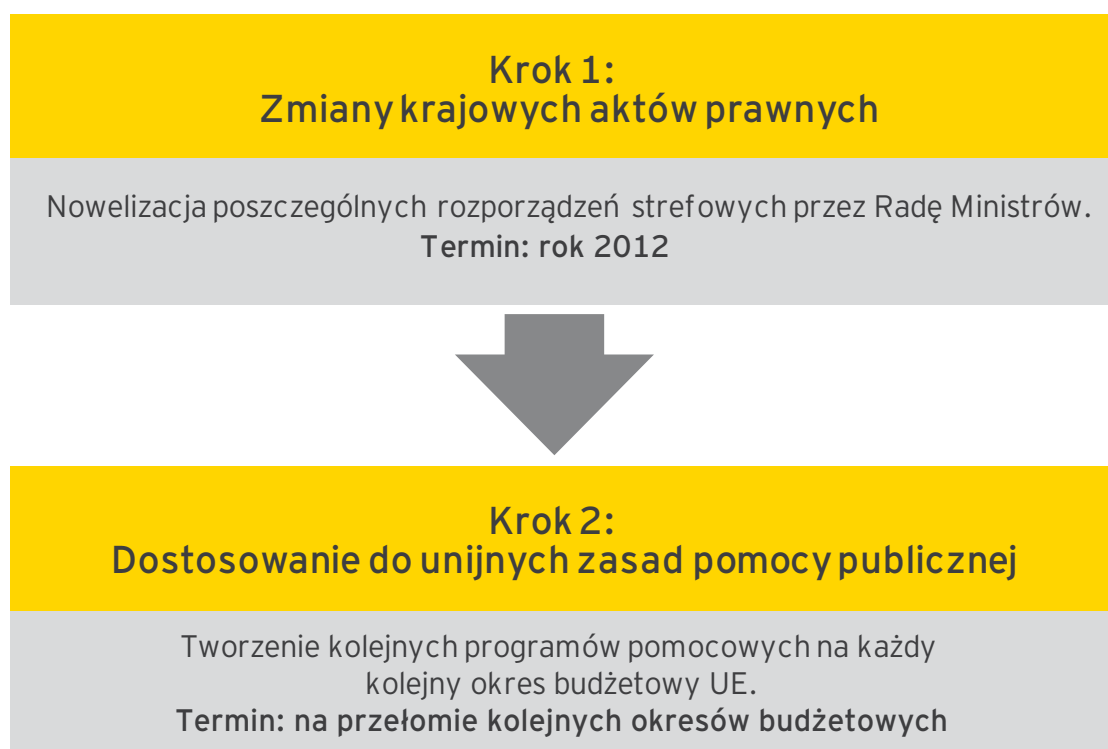 Krok 1:
Zmiany krajowych aktów prawnych
Nowelizacja poszczególnych rozporządzeń strefowych przez Radę Ministrów.
Termin: rok 2012
Krok 2:
Dostosowanie do unijnych zasad pomocy publicznej
Tworzenie kolejnych programów pomocowych na każdy
kolejny okres budżetowy UE.
Termin: na przełomie kolejnych okresów budżetowych